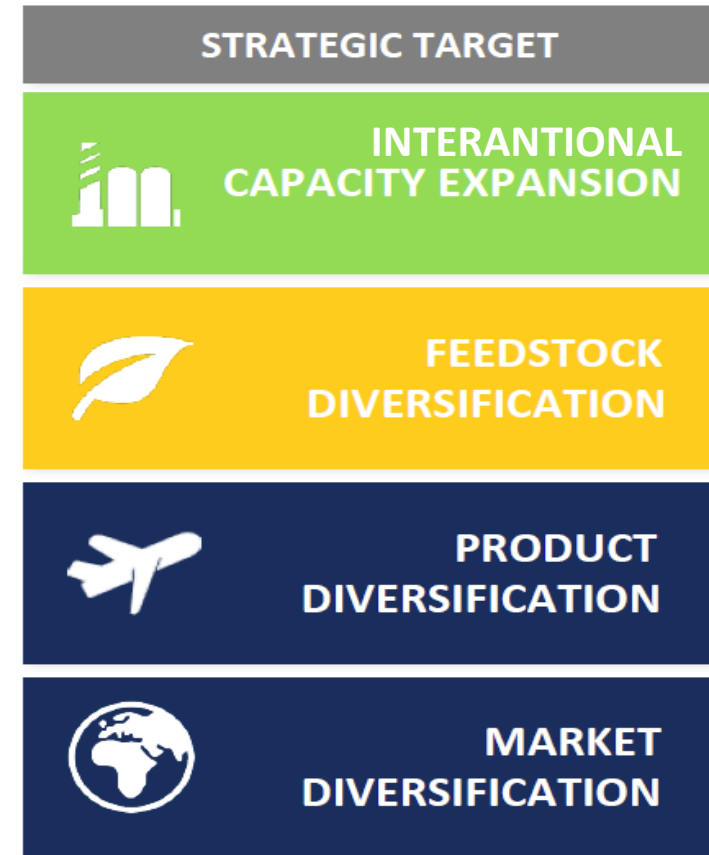 STRATEGIC TARGET
INTERANTIONAL
CAPACITY EXPANSION
FEEDSTOCK
DIVERSIFICATION
PRODUCT
DIVERSIFICATION
MARKET
DIVERSIFICATION